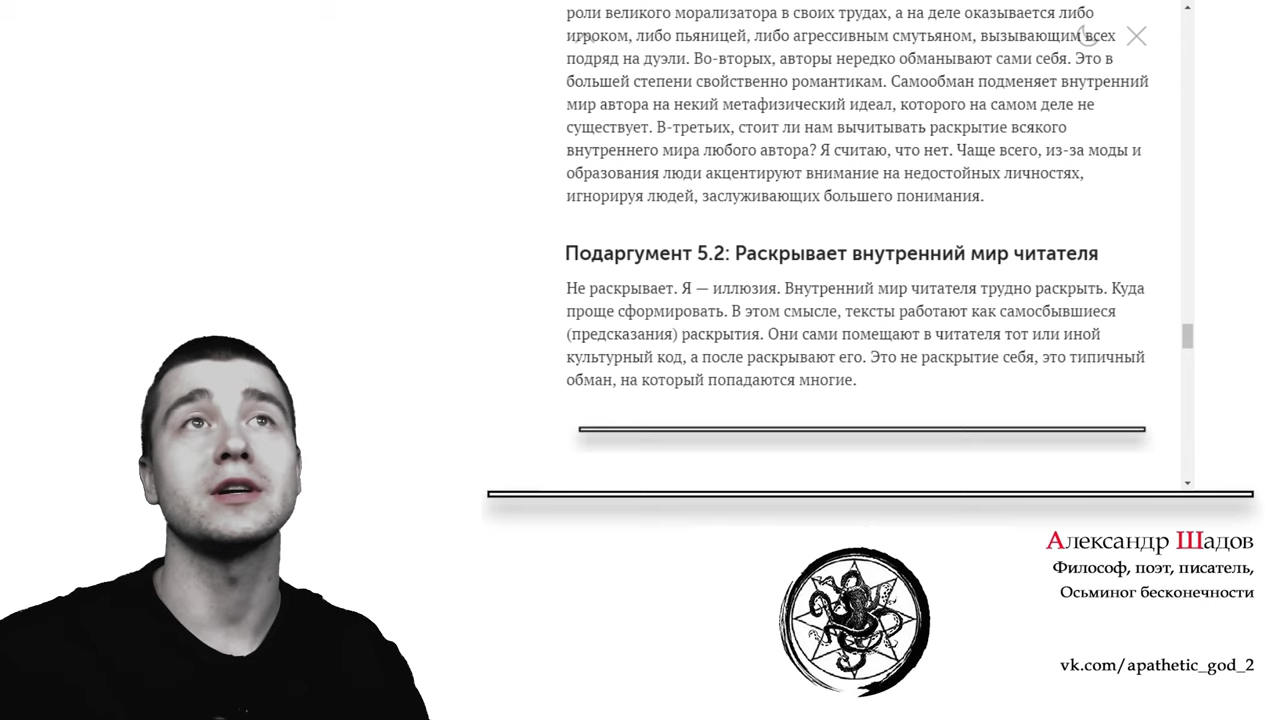 роли великого морализатора в своих трудах, а на деле оказывается либо
игроком, либо пьяницей, либо агрессивным смутьяном, вызывающим всех
подряд на дуэли. Во-вторых, авторы нередко обманывают сами себя. Это в
большей степени свойственно романтикам. Самообман подменяет внутренний
мир автора на некий метафизический идеал, которого на самом деле не
существует. В-третьих, стоит ли нам вычитывать раскрытие всякого
внутреннего мира любого автора? Я считаю, что нет. Чаще всего, из-за моды и
образования люди акцентируют внимание на недостойных личностях,
игнорируя людей, заслуживающих большего понимания.
Подаргумент 5.2: Раскрывает внутренний мир читателя
Не раскрывает. Я — иллюзия. Внутренний мир читателя трудно раскрыть. Куда
проще сформировать. В этом смысле, тексты работают как самосбывшиеся
(предсказания) раскрытия. Они сами помещают в читателя тот или иной
культурный код, а после раскрывают его. Это не раскрытие себя, это типичный
обман, на который попадаются многие.
Александр Шадов
Философ, поэт, писатель,
Осьминог бесконечности
vk.com/apathetic_god_2